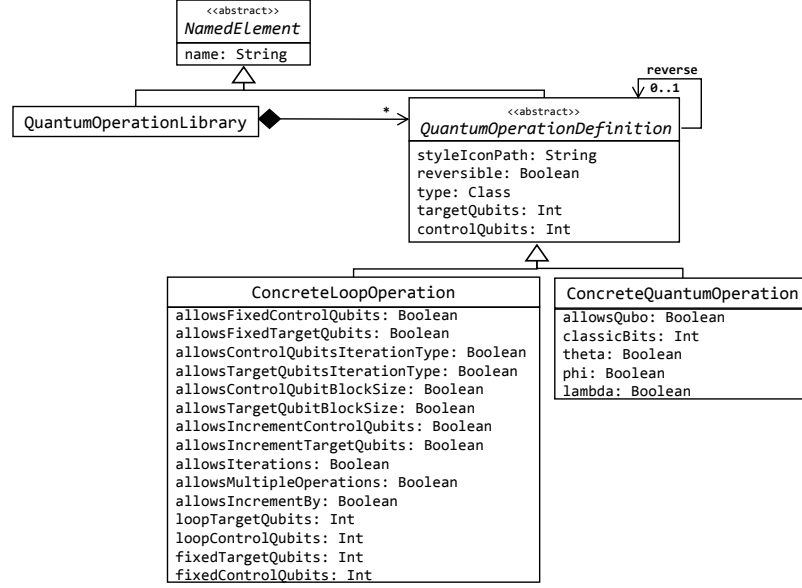 <<abstract>>
NamedElement
name: String
reverse
0..1
QuantumOperationLibrary
*
<<abstract>>
QuantumOperationDefinition
styleIconPath: String
reversible: Boolean
type: Class
targetQubits: Int
controlQubits: Int
ConcreteLoopOperation
allowsFixedControlQubits: Boolean
allowsFixedTargetQubits: Boolean
allowsControlQubitsIterationType: Boolean
allowsTargetQubitsIterationType: Boolean
allowsControlQubitBlockSize: Boolean
allowsTargetQubitBlockSize: Boolean
allowsIncrementControlQubits: Boolean
allowsIncrementTargetQubits: Boolean
allowsIterations: Boolean
allowsMultipleOperations: Boolean
allowsIncrementBy: Boolean
loopTargetQubits: Int
loopControlQubits: Int
fixedTargetQubits: Int
fixedControlQubits: Int
ConcreteQuantumOperation
allowsQubo: Boolean
classicBits: Int
theta: Boolean
phi: Boolean
lambda: Boolean